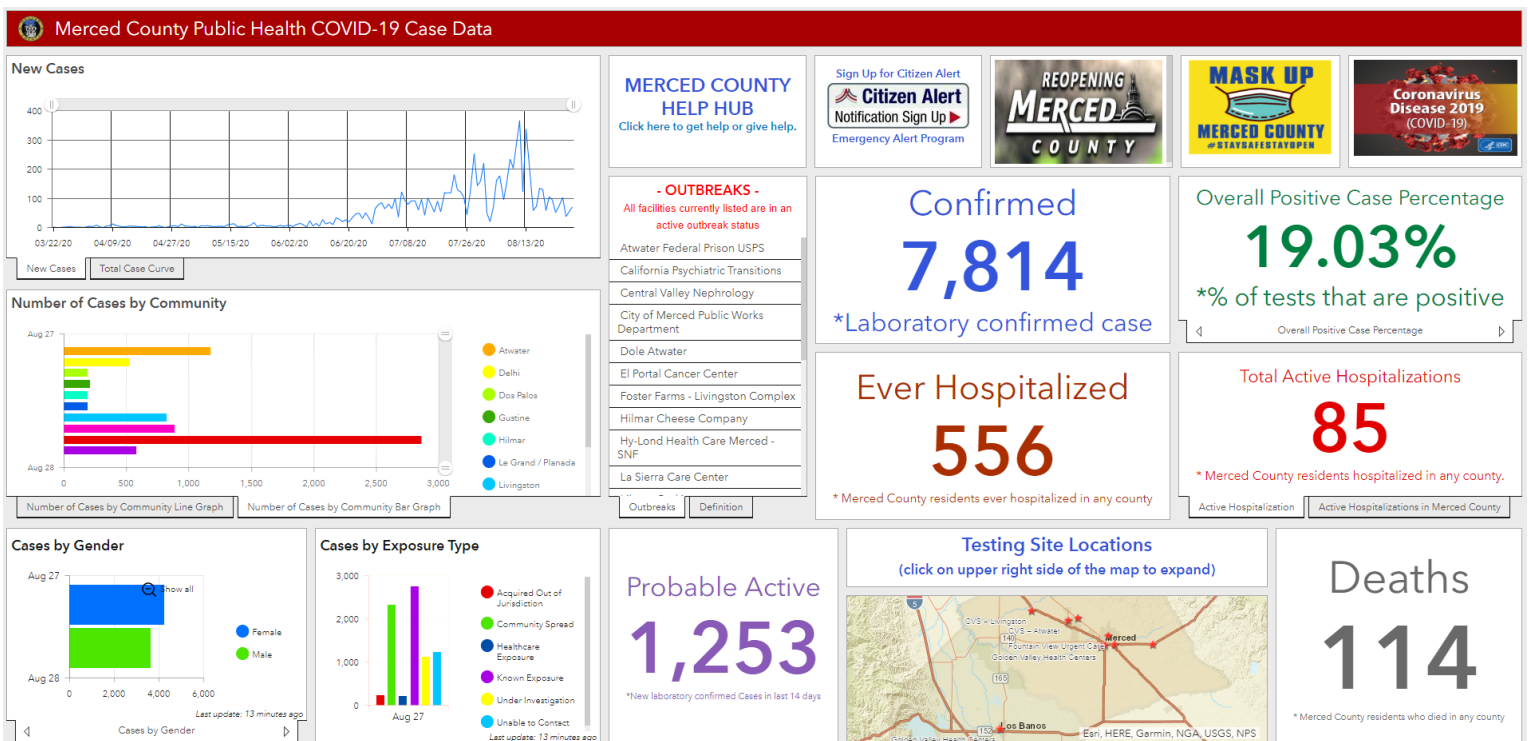 Merced County Public Health COVID-19 Case Data
New Cases
400
300
200
100
0
03/22/20 04/09/20 04/27/20 05/15/20 06/02/20 06/20/20 07/08/20 07/26/20 08/13/20
New Cases Total Case Curve
Number of Cases by Community
Aug 27
Aug 28
0 500 1,000 1,500 2,000 2,500 3,000
Atwater
Delhi
Dos Palos
Gustine
Hilmar
Le Grand / Planada
Livingston
Number of Cases by Community Line Graph Number of Cases by Community Bar Graph
MERCED COUNTY
HELP HUB
Click here to get help or give help.
Sign Up for Citizen Alert
Citizen Alert
Notification Sign Up
Emergency Alert Program
REOPENING
MERCED
COUNTY
MASK UP
MERCED COUNTY
#STAYSAFESTAYOPEN
Coronavirus
Disease 2019
(COVID-19)
CDC
- OUTBREAKS -
All facilities currently listed are in an
active outbreak status
Atwater Federal Prison USPS
California Psychiatric Transitions
Central Valley Nephrology
City of Merced Public Works
Department
Dole Atwater
El Portal Cancer Center
Foster Farms - Livingston Complex
Hilmar Cheese Company
Hy-Lond Health Care Merced -
SNF
La Sierra Care Center
Outbreaks Definition
Confirmed
7,814
*Laboratory confirmed case
Overall Positive Case Percentage
19.03%
*% of tests that are positive
Overall Positive Case Percentage
Ever Hospitalized
556
* Merced County residents ever hospitalized in any county
Total Active Hospitalizations
85
* Merced County residents hospitalized in any county.
Active Hospitalization Active Hospitalizations in Merced County
Cases by Gender
Aug 27
Aug 28
Show all
0 2,000 4,000 6,000
Female
Male
Last update: 13 minutes ago
Cases by Gender
Cases by Exposure Type
3,000
2,000
1,000
0
Aug 27
Acquired Out of
Jurisdiction
Community Spread
Healthcare
Exposure
Known Exposure
Under Investigation
Unable to Contact
Last update: 13 minutes ago
Probable Active
1,253
*New laboratory confirmed Cases in last 14 days
Testing Site Locations
(click on upper right side of the map to expand)
5
CVS - Livingston
CVS - Atwater
140
Merced
Fountain View Urgent Care
Golden Valley Health Centers
165
152
Los Banos
Golden Valley Health Centers
Esri, HERE, Garmin, NGA, USGS, NPS
Deaths
114
* Merced County residents who died in any county